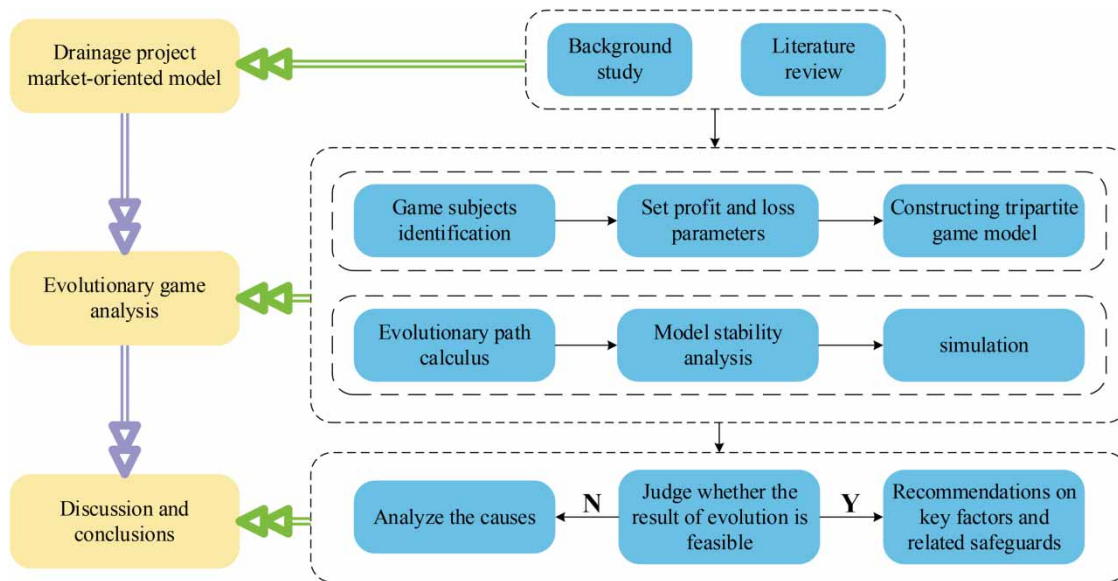 Drainage project
market-oriented model
Background
study
Literature
review
Game subjects
identification
Set profit and loss
parameters
Constructing tripartite
game model
Evolutionary game
analysis
Evolutionary path
calculus
Model stability
analysis
simulation
Discussion and
conclusions
Analyze the causes
N
Judge whether the
result of evolution is
feasible
Y
Recommendations on
key factors and
related safeguards